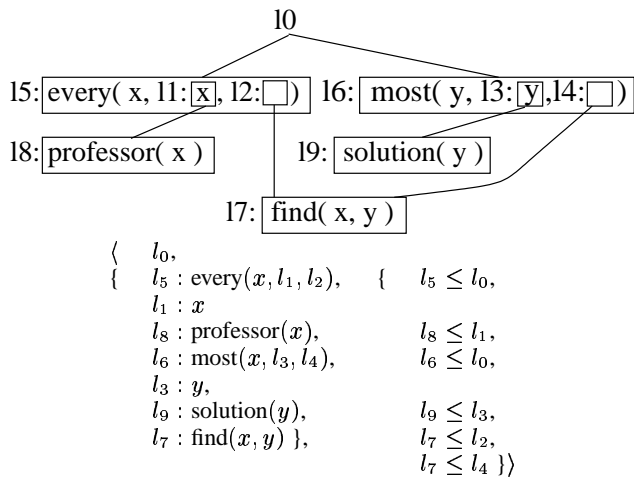 l0
l5: every( x, l1: x , l2: ) l6: most( y, l3: y ,l4: )
l8: professor( x ) l9: solution( y )
l7: find( x, y )
⟨ l₀,
{ l₅ : every(x, l₁, l₂), { l₅ ≤ l₀,
l₁ : x
l₈ : professor(x), l₈ ≤ l₁,
l₆ : most(x, l₃, l₄), l₆ ≤ l₀,
l₃ : y,
l₉ : solution(y), l₉ ≤ l₃,
l₇ : find(x, y) }, l₇ ≤ l₂,
l₇ ≤ l₄ }⟩